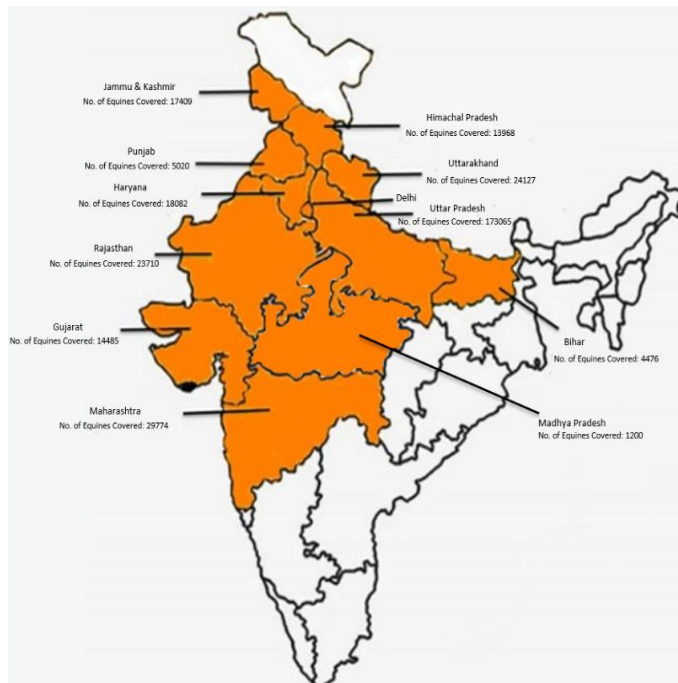 Jammu & Kashmir
No. of Equines Covered: 17409
Himachal Pradesh
No. of Equines Covered: 13968
Punjab
No. of Equines Covered: 5020
Uttarakhand
No. of Equines Covered: 24127
Haryana
No. of Equines Covered: 18082
Delhi
Uttar Pradesh
No. of Equines Covered: 173065
Rajasthan
No. of Equines Covered: 23710
Gujarat
No. of Equines Covered: 14485
Bihar
No. of Equines Covered: 4476
Maharashtra
No. of Equines Covered: 29774
Madhya Pradesh
No. of Equines Covered: 1200